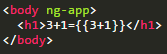 <body ng-app>
<h1>3+1={{3+1}}</h1>
</body>